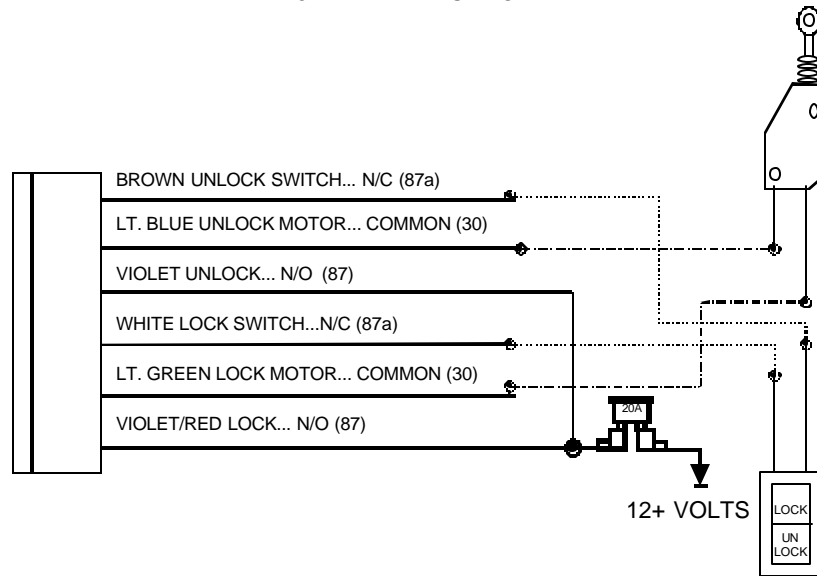 BROWN UNLOCK SWITCH... N/C (87a)
LT. BLUE UNLOCK MOTOR... COMMON (30)
VIOLET UNLOCK... N/O (87)
WHITE LOCK SWITCH...N/C (87a)
LT. GREEN LOCK MOTOR... COMMON (30)
VIOLET/RED LOCK... N/O (87)
20A
12+ VOLTS
LOCK
UN
LOCK